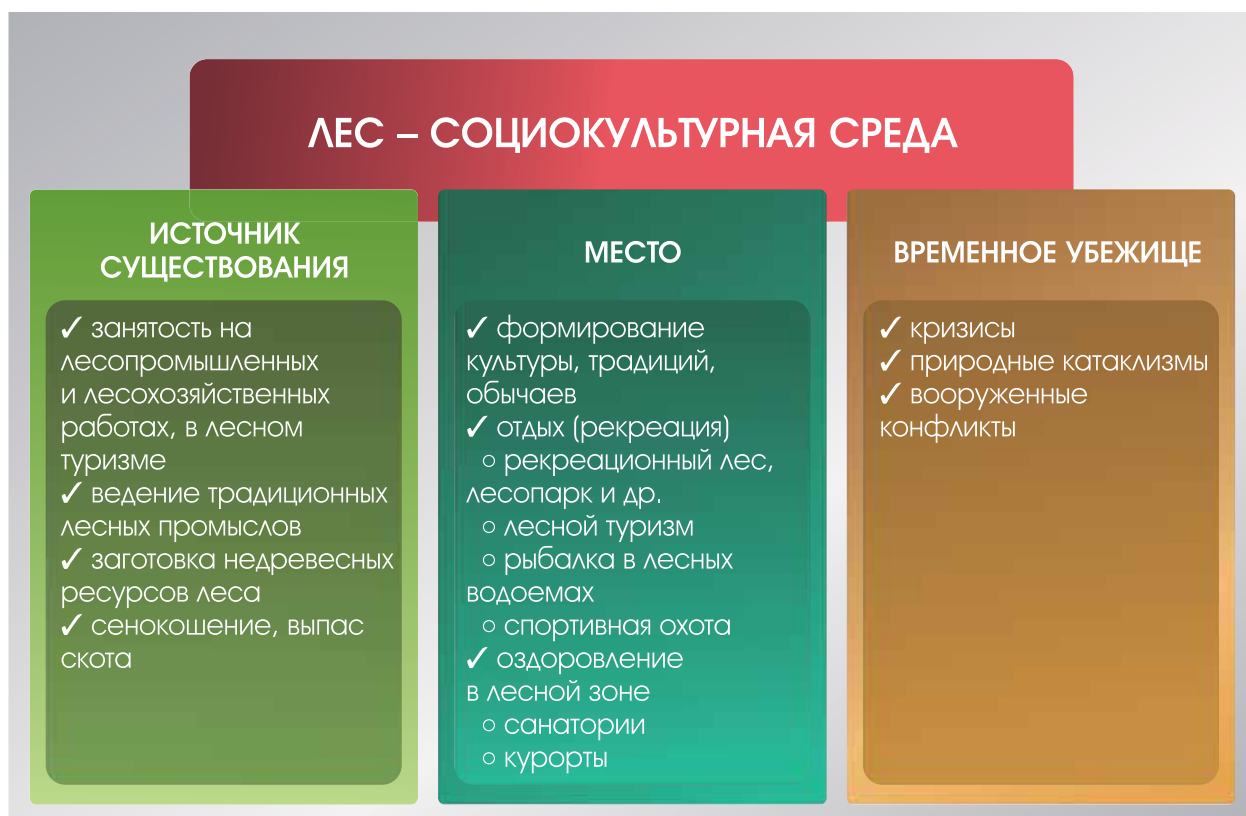 ЛЕС – СОЦИОКУЛЬТУРНАЯ СРЕДА
ИСТОЧНИК
СУЩЕСТВОВАНИЯ
✓ занятость на
лесопромышленных
и лесохозяйственных
работах, в лесном
туризме
✓ ведение традиционных
лесных промыслов
✓ заготовка недревесных
ресурсов леса
✓ сенокошение, выпас
скота
МЕСТО
✓ формирование
культуры, традиций,
обычаев
✓ отдых (рекреация)
○ рекреационный лес,
лесопарк и др.
○ лесной туризм
○ рыбалка в лесных
водоемах
○ спортивная охота
✓ оздоровление
в лесной зоне
○ санатории
○ курорты
ВРЕМЕННОЕ УБЕЖИЩЕ
✓ кризисы
✓ природные катаклизмы
✓ вооруженные
конфликты